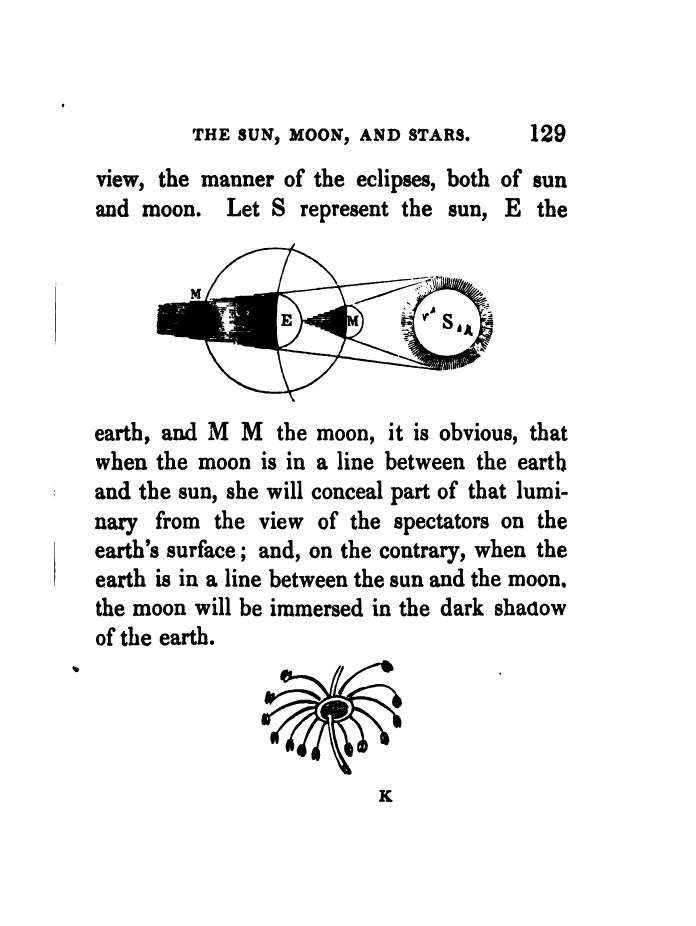 THE SUN, MOON, AND STARS. 129
view, the manner of the eclipses, both of sun
and moon. Let S represent the sun, E the
M
E
M
S
earth, and M M the moon, it is obvious, that
when the moon is in a line between the earth
and the sun, she will conceal part of that lumi-
nary from the view of the spectators on the
earth's surface; and, on the contrary, when the
earth is in a line between the sun and the moon.
the moon will be immersed in the dark shadow
of the earth.
K